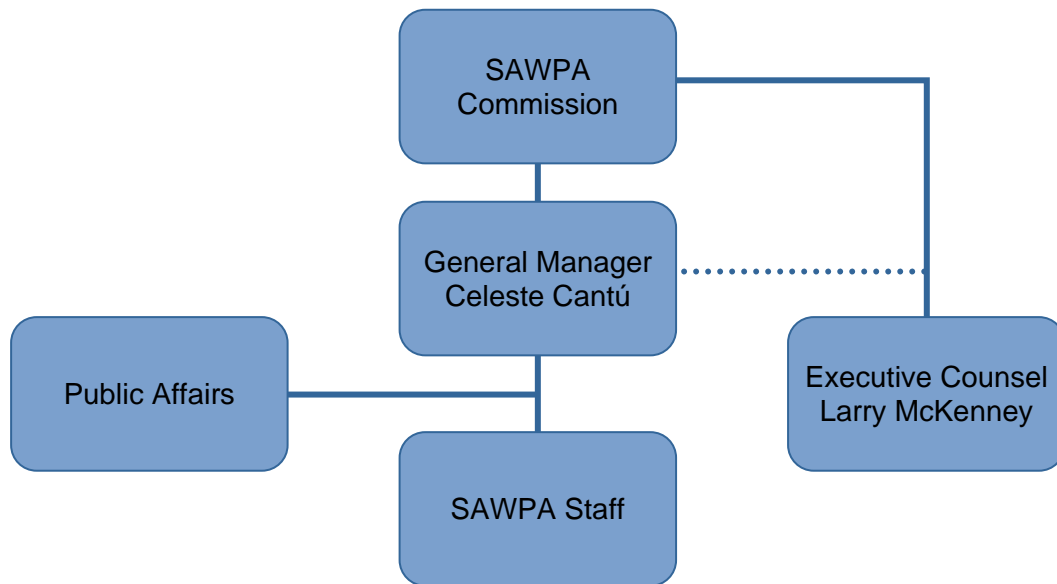 SAWPA
Commission
General Manager
Celeste Cantú
Public Affairs
Executive Counsel
Larry McKenney
SAWPA Staff